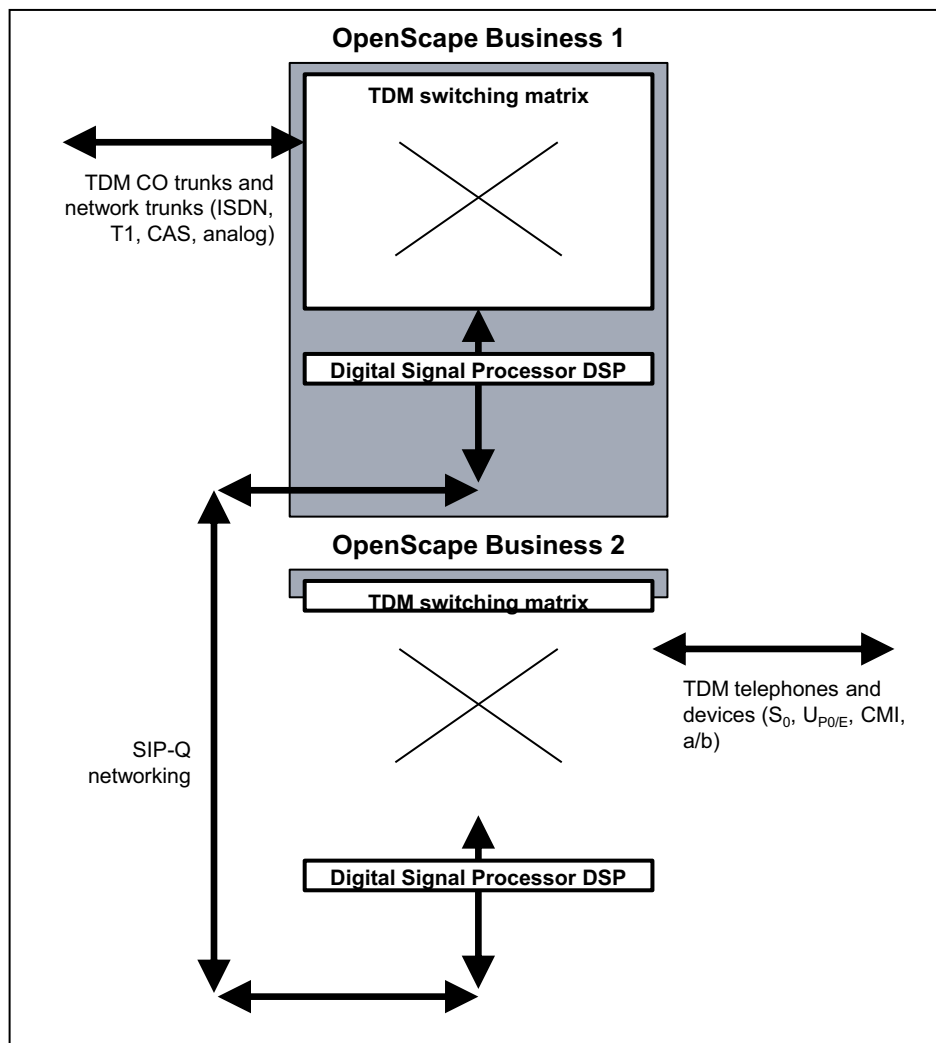 OpenScape Business 1
TDM switching matrix
TDM CO trunks and
network trunks (ISDN,
T1, CAS, analog)
Digital Signal Processor DSP
OpenScape Business 2
TDM switching matrix
TDM telephones and
devices (S₀, U_P0/E, CMI,
a/b)
SIP-Q
networking
Digital Signal Processor DSP